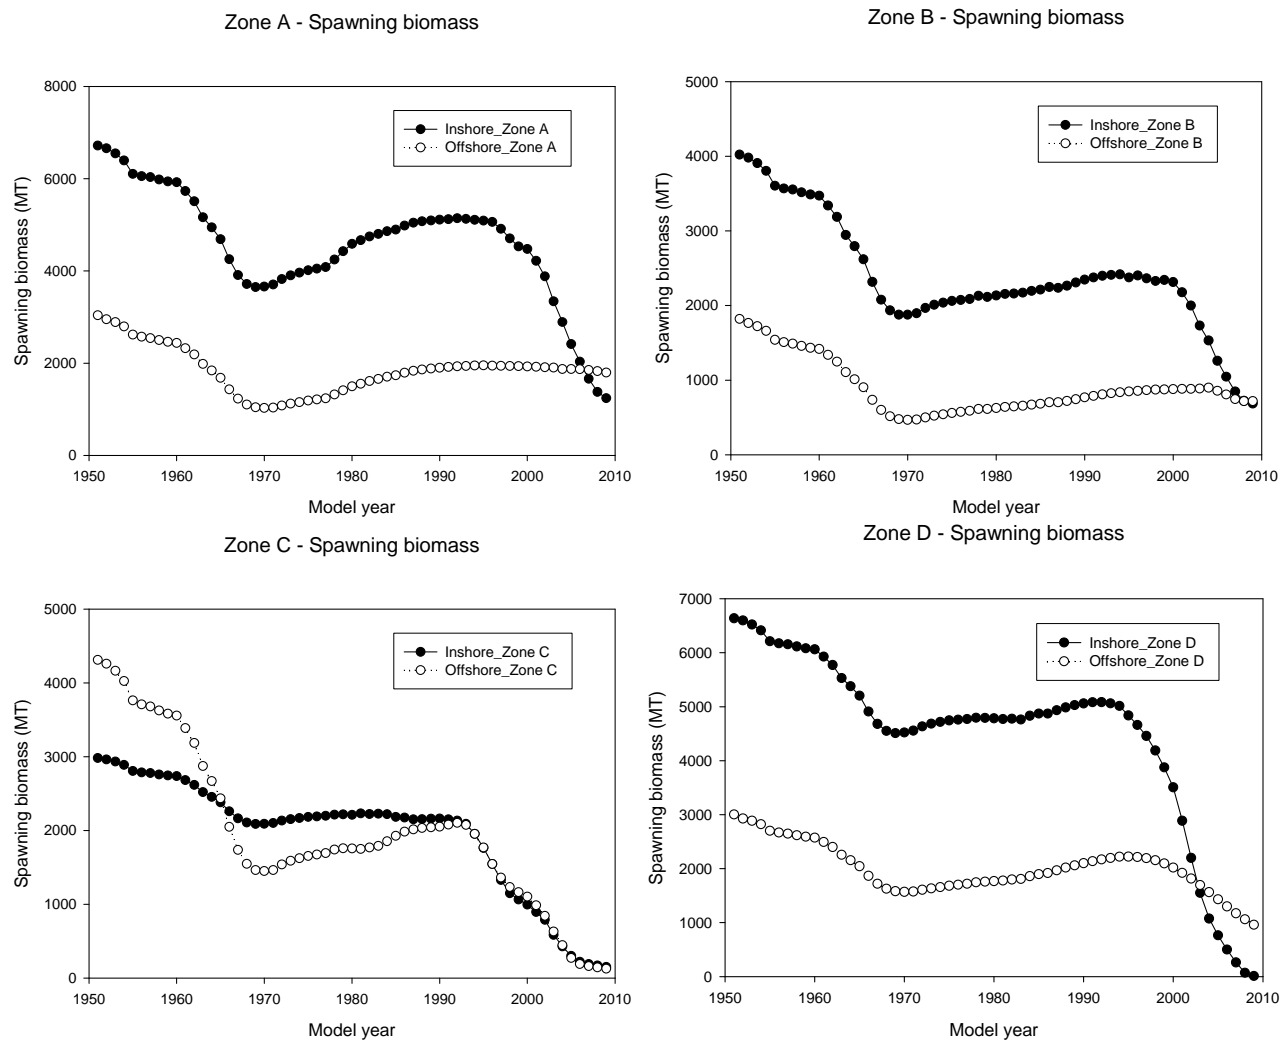 Zone A - Spawning biomass
Spawning biomass (MT)
8000
6000
4000
2000
0
Inshore_Zone A
Offshore_Zone A
1950 1960 1970 1980 1990 2000 2010
Model year
Zone B - Spawning biomass
Spawning biomass (MT)
5000
4000
3000
2000
1000
0
Inshore_Zone B
Offshore_Zone B
1950 1960 1970 1980 1990 2000 2010
Model year
Zone C - Spawning biomass
Spawning biomass (MT)
5000
4000
3000
2000
1000
0
Inshore_Zone C
Offshore_Zone C
1950 1960 1970 1980 1990 2000 2010
Model year
Zone D - Spawning biomass
Spawning biomass (MT)
7000
6000
5000
4000
3000
2000
1000
0
Inshore_Zone D
Offshore_Zone D
1950 1960 1970 1980 1990 2000 2010
Model year